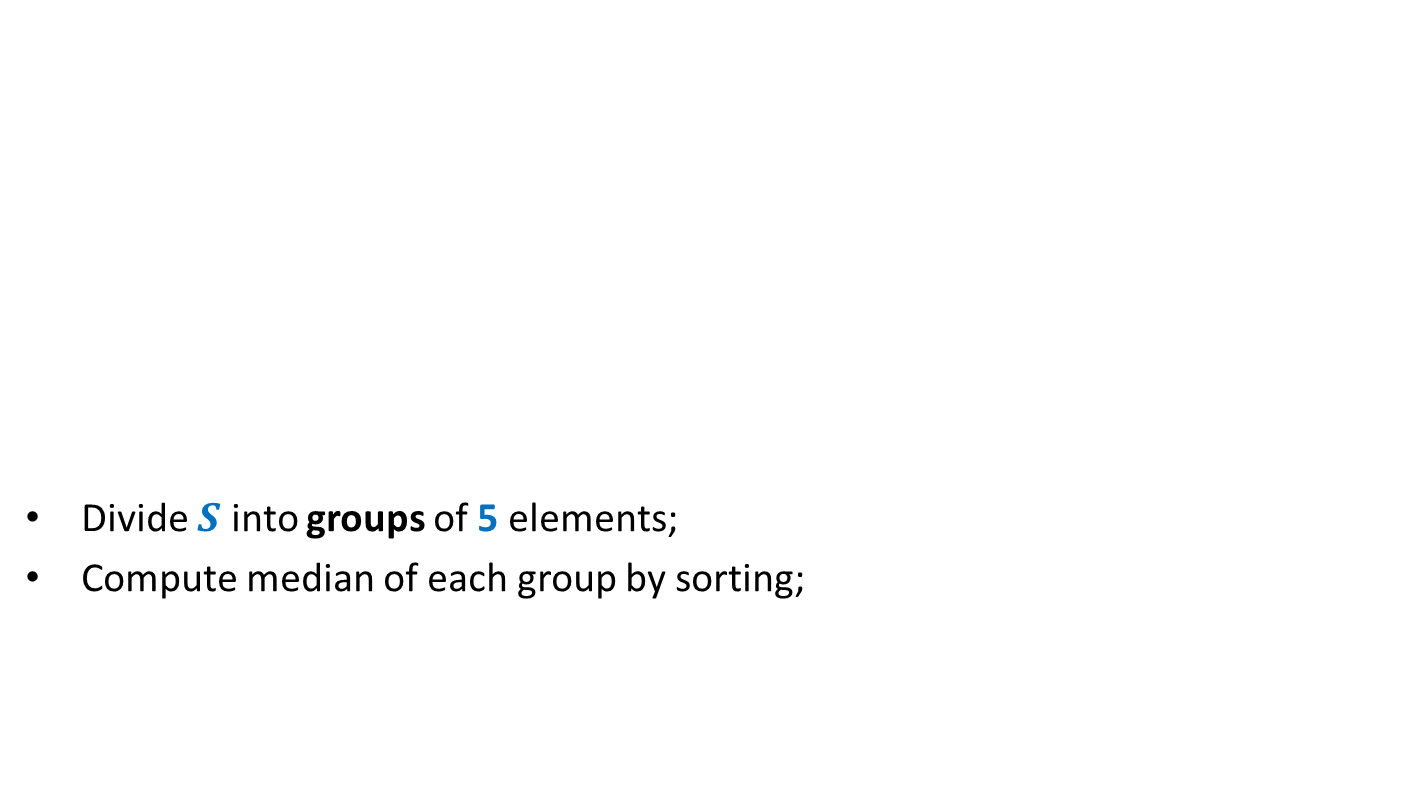 • Divide S into groups of 5 elements;
• Compute median of each group by sorting;